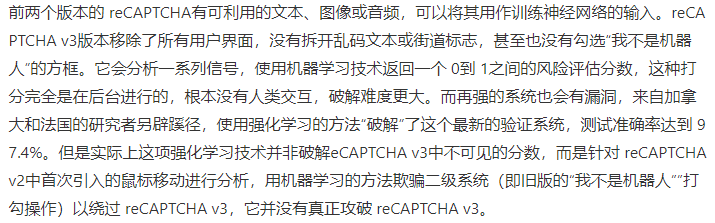 前两个版本的 reCAPTCHA有可利用的文本、图像或音频，可以将其用作训练神经网络的输入。reCA
PTCHA v3版本移除了所有用户界面，没有拆开乱码文本或街道标志，甚至也没有勾选“我不是机器
人”的方框。它会分析一系列信号，使用机器学习技术返回一个 0到 1之间的风险评估分数，这种打
分完全是在后台进行的，根本没有人类交互，破解难度更大。而再强的系统也会有漏洞，来自加拿
大和法国的研究者另辟蹊径，使用强化学习的方法“破解”了这个最新的验证系统，测试准确率达到 9
7.4%。但是实际上这项强化学习技术并非破解eCAPTCHA v3中不可见的分数，而是针对 reCAPTCHA
v2中首次引入的鼠标移动进行分析，用机器学习的方法欺骗二级系统（即旧版的“我不是机器人”“打
勾操作）以绕过 reCAPTCHA v3，它并没有真正攻破 reCAPTCHA v3。